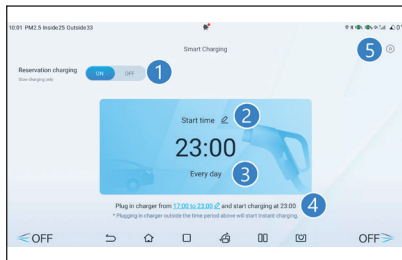 10:01 PM2.5 Inside25 Outside33
Smart Charging
5
Reservation charging
Slow charging only
ON OFF
1
Start time
2
23:00
Every day
3
Plug in charger from 17:00 to 23:00 and start charging at 23:00
4
* Plugging in charger outside the time period above will start instant charging.
OFF
OFF